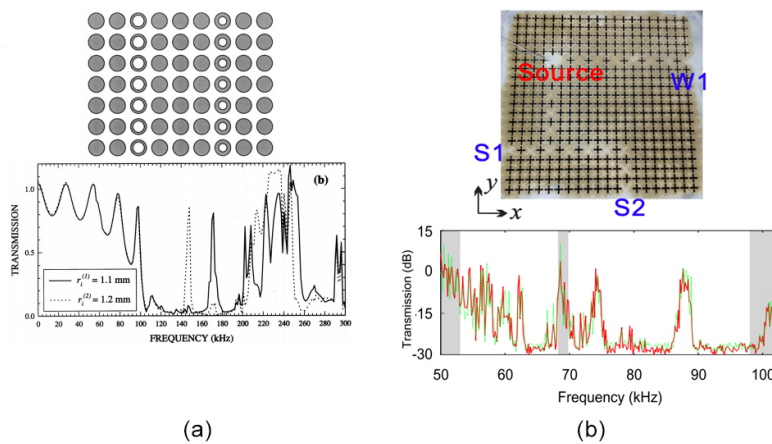 (b)
TRANSMISSION
1.0
0.5
0.0
r_i^(1) = 1.1 mm
r_i^(2) = 1.2 mm
0 20 40 60 80 100 120 140 160 180 200 220 240 260 280 300
FREQUENCY (kHz)
(a)
Source
W1
S1
y
x
S2
Transmission (dB)
15
0
-15
-30
50 60 70 80 90 100
Frequency (kHz)
(b)